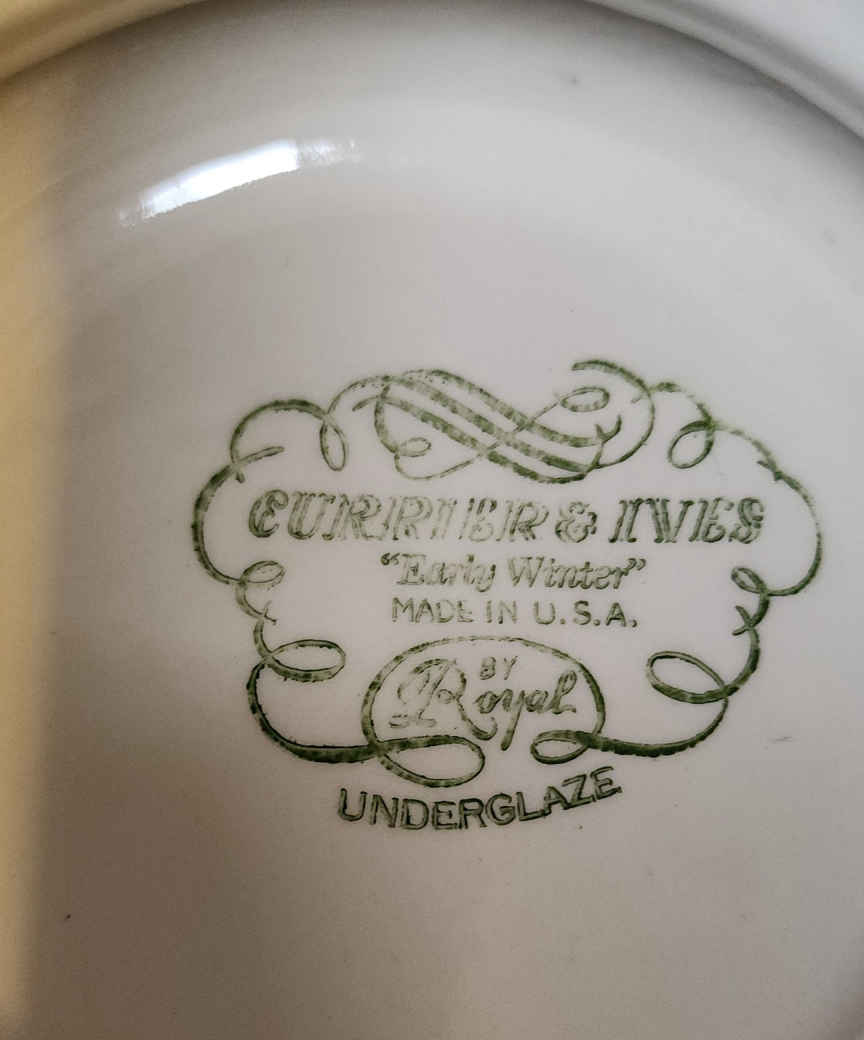 CURRIER & IVES
"Early Winter"
MADE IN U.S.A.
BY
Royal
UNDERGLAZE